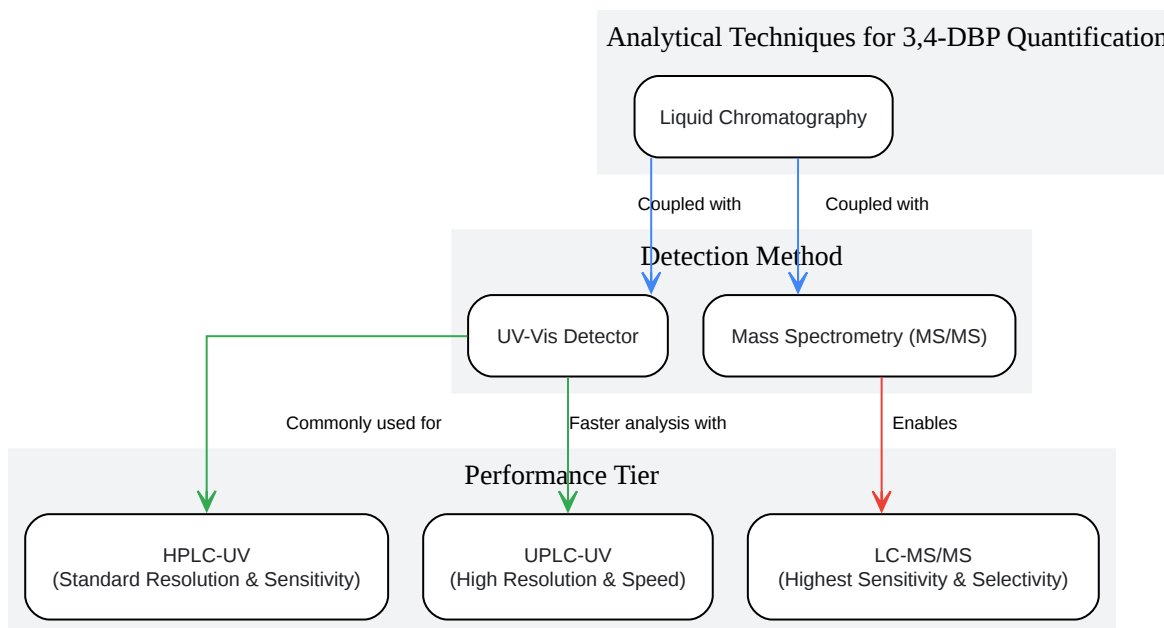 Analytical Techniques for 3,4-DBP Quantification
Liquid Chromatography
Coupled with
Coupled with
Detection Method
UV-Vis Detector
Mass Spectrometry (MS/MS)
Commonly used for
Faster analysis with
Enables
Performance Tier
HPLC-UV
(Standard Resolution & Sensitivity)
UPLC-UV
(High Resolution & Speed)
LC-MS/MS
(Highest Sensitivity & Selectivity)